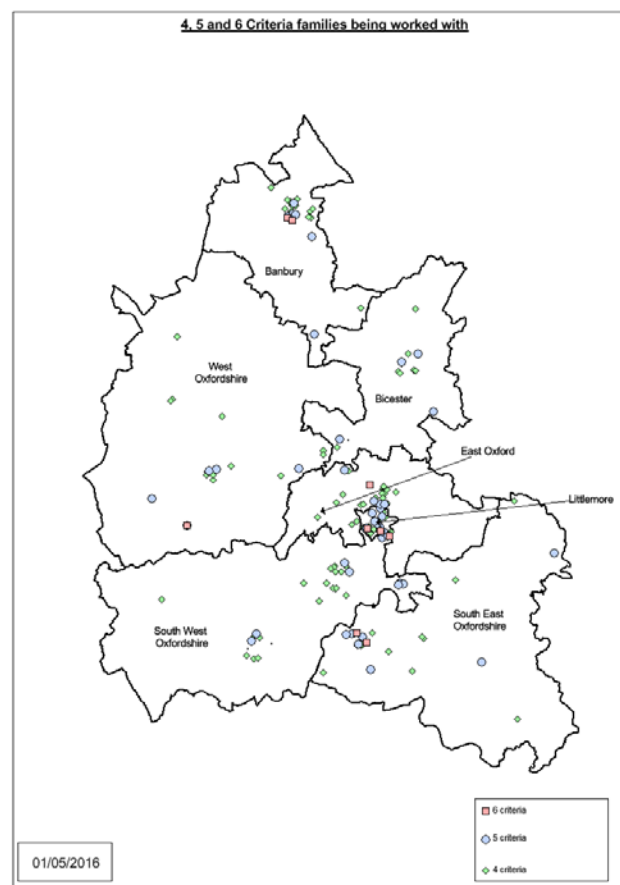 4, 5 and 6 Criteria families being worked with
Banbury
West
Oxfordshire
Bicester
East Oxford
Littlemore
South West
Oxfordshire
South East
Oxfordshire
6 criteria
5 criteria
4 criteria
01/05/2016